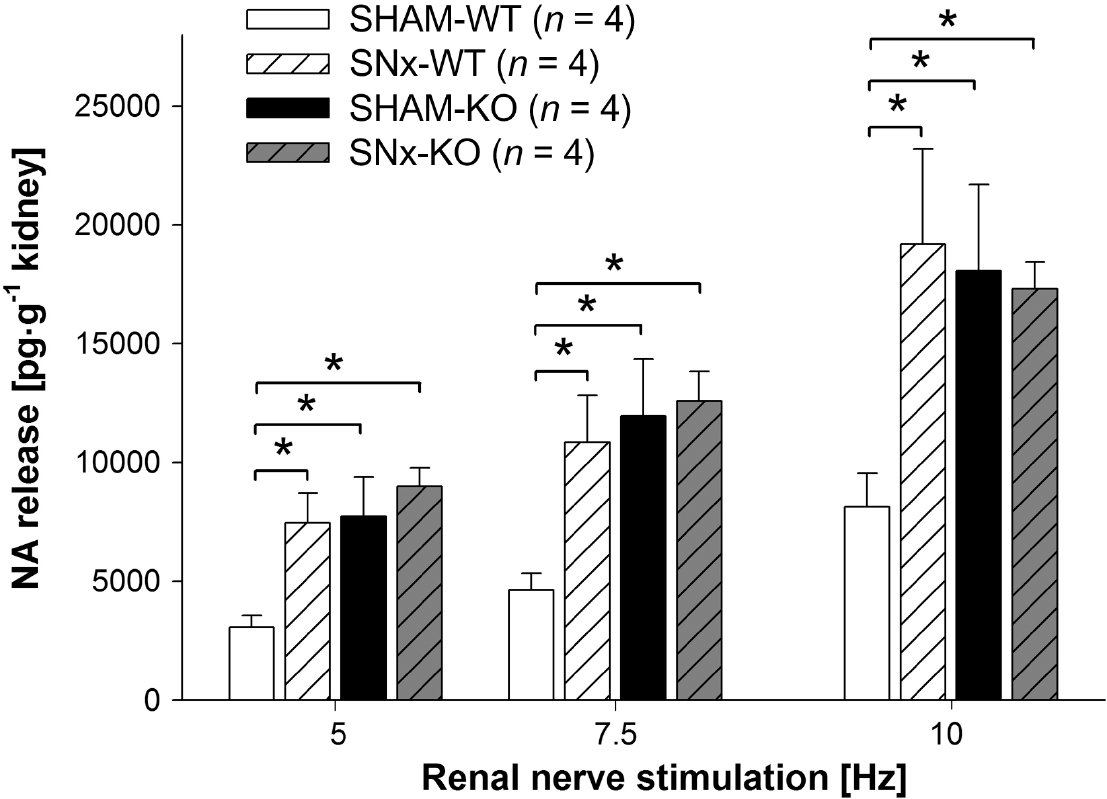 SHAM-WT (n = 4)
SNx-WT (n = 4)
SHAM-KO (n = 4)
SNx-KO (n = 4)
NA release [pg·g⁻¹ kidney]
25000
20000
15000
10000
5000
0
* * *
* * *
* * *
5 7.5 10
Renal nerve stimulation [Hz]